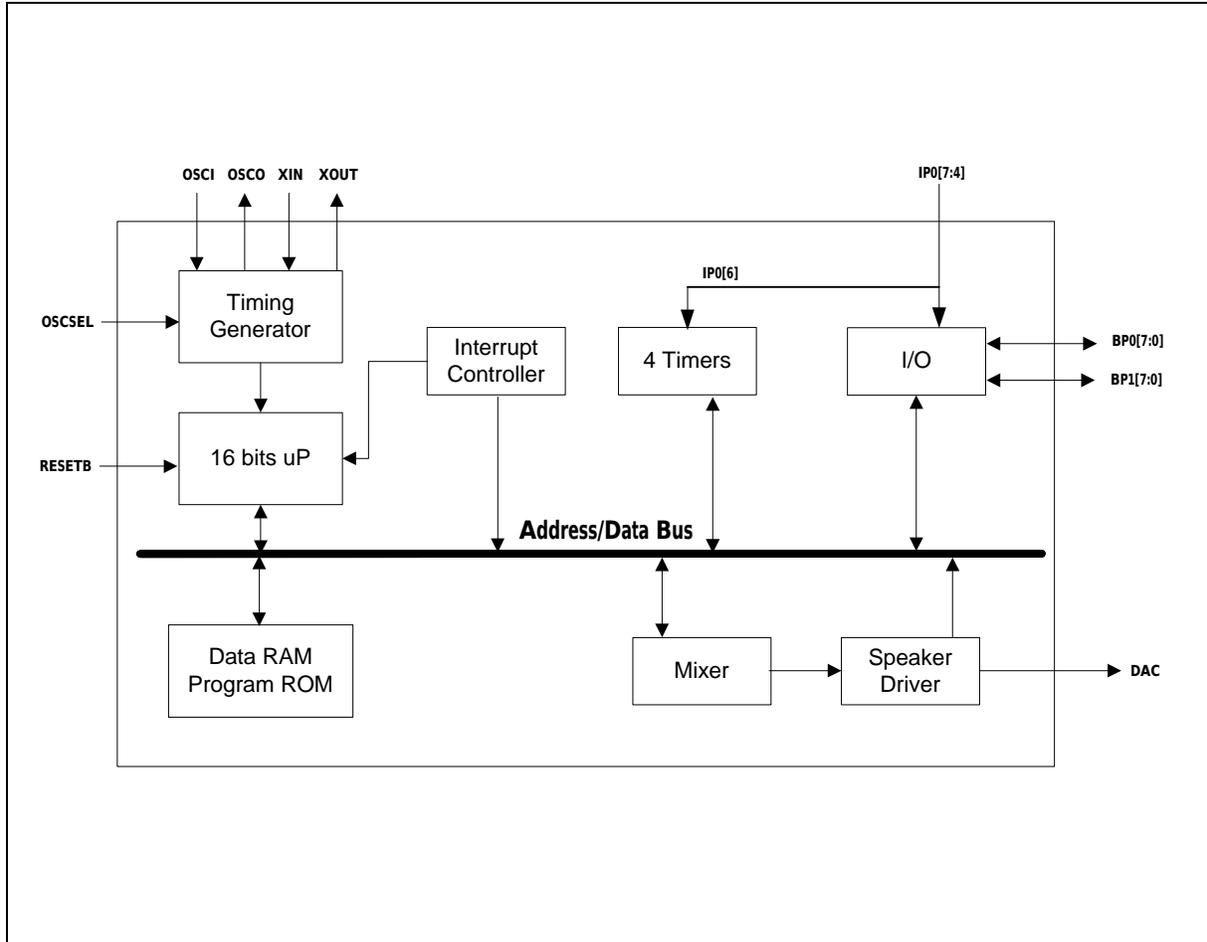 OSCI OSCO XIN XOUT
IP0[7:4]
IP0[6]
OSCSEL
Timing
Generator
Interrupt
Controller
4 Timers
I/O
BP0[7:0]
BP1[7:0]
RESETB
16 bits uP
Address/Data Bus
Data RAM
Program ROM
Mixer
Speaker
Driver
DAC